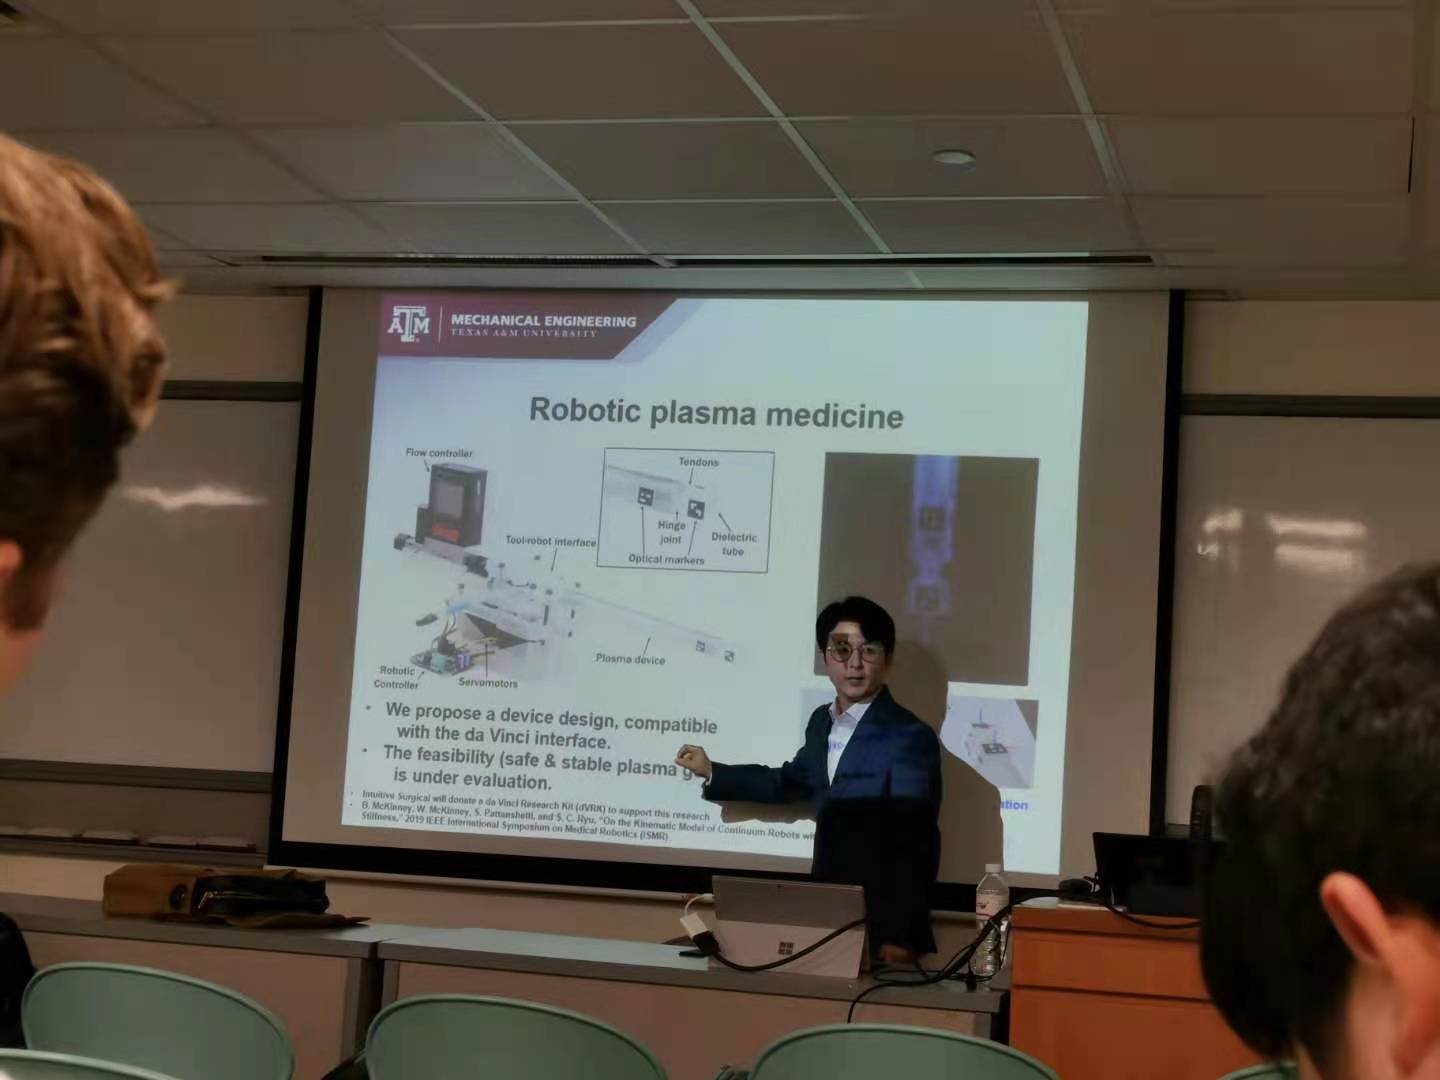 MECHANICAL ENGINEERING
TEXAS A&M UNIVERSITY
Robotic plasma medicine
Flow controller
Tool-robot interface
Tendons
Hinge
joint
Dielectric
tube
Optical markers
Plasma device
Robotic
Controller
Servomotors
• We propose a device design, compatible
with the da Vinci interface.
• The feasibility (safe & stable plasma
is under evaluation.
• Intuitive Surgical will donate a da Vinci Research Kit (dVRK) to support this research
• B. McKinney, W. McKinney, S. Pattanshetti, and S. C. Ryu, "On the Kinematic Model of Continuum Robots
Stiffness," 2019 IEEE International Symposium on Medical Robotics (ISMR)